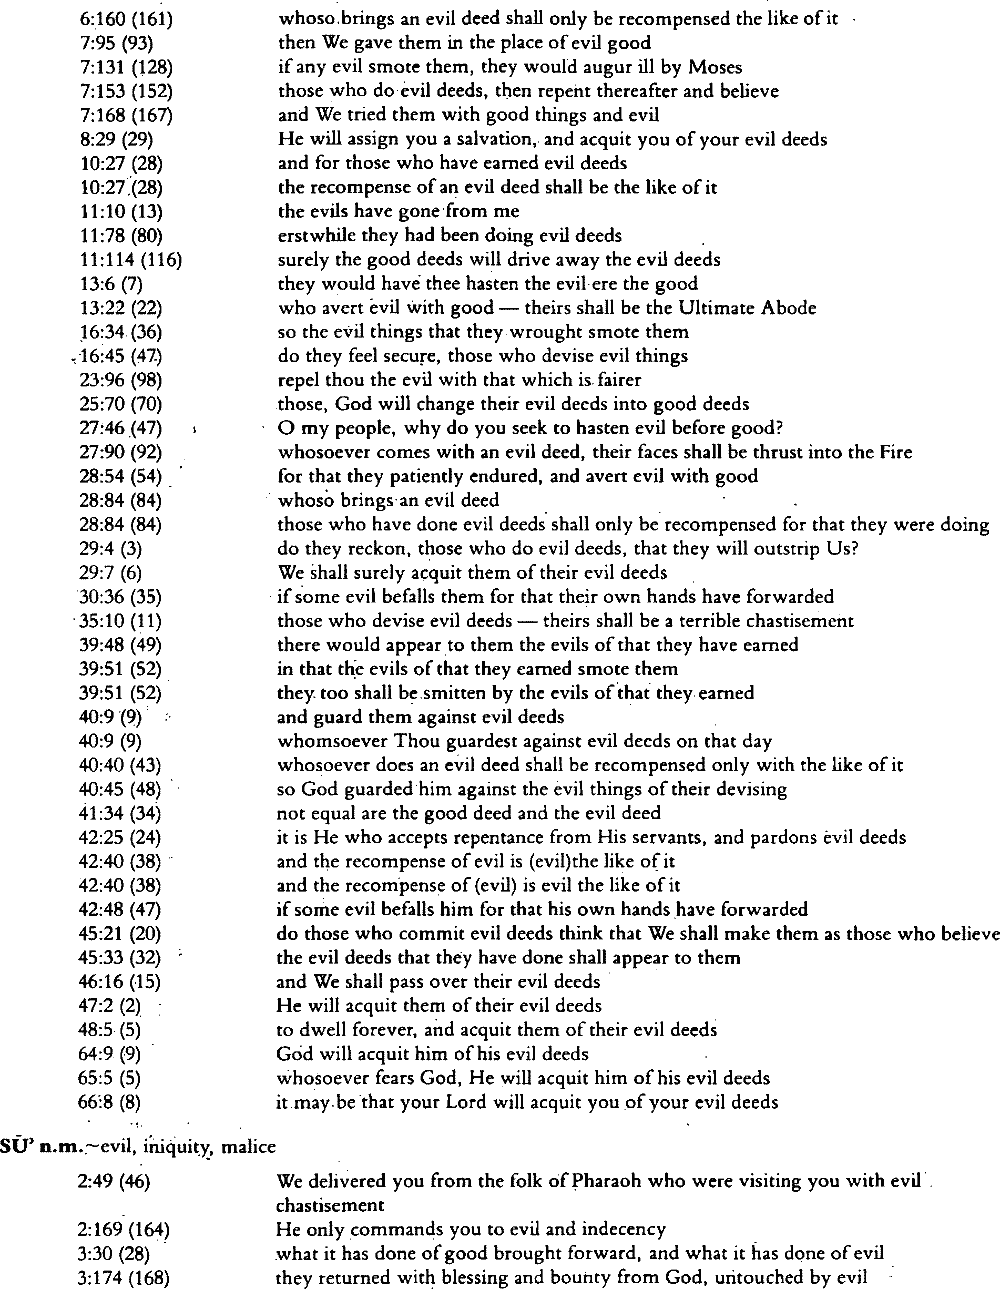 6:160 (161) whoso brings an evil deed shall only be recompensed the like of it
7:95 (93) then We gave them in the place of evil good
7:131 (128) if any evil smote them, they would augur ill by Moses
7:153 (152) those who do evil deeds, then repent thereafter and believe
7:168 (167) and We tried them with good things and evil
8:29 (29) He will assign you a salvation, and acquit you of your evil deeds
10:27 (28) and for those who have earned evil deeds
10:27 (28) the recompense of an evil deed shall be the like of it
11:10 (13) the evils have gone from me
11:78 (80) erstwhile they had been doing evil deeds
11:114 (116) surely the good deeds will drive away the evil deeds
13:6 (7) they would have thee hasten the evil ere the good
13:22 (22) who avert evil with good — theirs shall be the Ultimate Abode
16:34 (36) so the evil things that they wrought smote them
16:45 (47) do they feel secure, those who devise evil things
23:96 (98) repel thou the evil with that which is fairer
25:70 (70) those, God will change their evil deeds into good deeds
27:46 (47) O my people, why do you seek to hasten evil before good?
27:90 (92) whosoever comes with an evil deed, their faces shall be thrust into the Fire
28:54 (54) for that they patiently endured, and avert evil with good
28:84 (84) whoso brings an evil deed
28:84 (84) those who have done evil deeds shall only be recompensed for that they were doing
29:4 (3) do they reckon, those who do evil deeds, that they will outstrip Us?
29:7 (6) We shall surely acquit them of their evil deeds
30:36 (35) if some evil befalls them for that their own hands have forwarded
35:10 (11) those who devise evil deeds — theirs shall be a terrible chastisement
39:48 (49) there would appear to them the evils of that they have earned
39:51 (52) in that the evils of that they earned smote them
39:51 (52) they too shall be smitten by the evils of that they earned
40:9 (9) and guard them against evil deeds
40:9 (9) whomsoever Thou guardest against evil deeds on that day
40:40 (43) whosoever does an evil deed shall be recompensed only with the like of it
40:45 (48) so God guarded him against the evil things of their devising
41:34 (34) not equal are the good deed and the evil deed
42:25 (24) it is He who accepts repentance from His servants, and pardons evil deeds
42:40 (38) and the recompense of evil is (evil)the like of it
42:40 (38) and the recompense of (evil) is evil the like of it
42:48 (47) if some evil befalls him for that his own hands have forwarded
45:21 (20) do those who commit evil deeds think that We shall make them as those who believe
45:33 (32) the evil deeds that they have done shall appear to them
46:16 (15) and We shall pass over their evil deeds
47:2 (2) He will acquit them of their evil deeds
48:5 (5) to dwell forever, and acquit them of their evil deeds
64:9 (9) God will acquit him of his evil deeds
65:5 (5) whosoever fears God, He will acquit him of his evil deeds
66:8 (8) it may be that your Lord will acquit you of your evil deeds
SŪ' n.m.~evil, iniquity, malice
2:49 (46) We delivered you from the folk of Pharaoh who were visiting you with evil
chastisement
2:169 (164) He only commands you to evil and indecency
3:30 (28) what it has done of good brought forward, and what it has done of evil
3:174 (168) they returned with blessing and bounty from God, untouched by evil